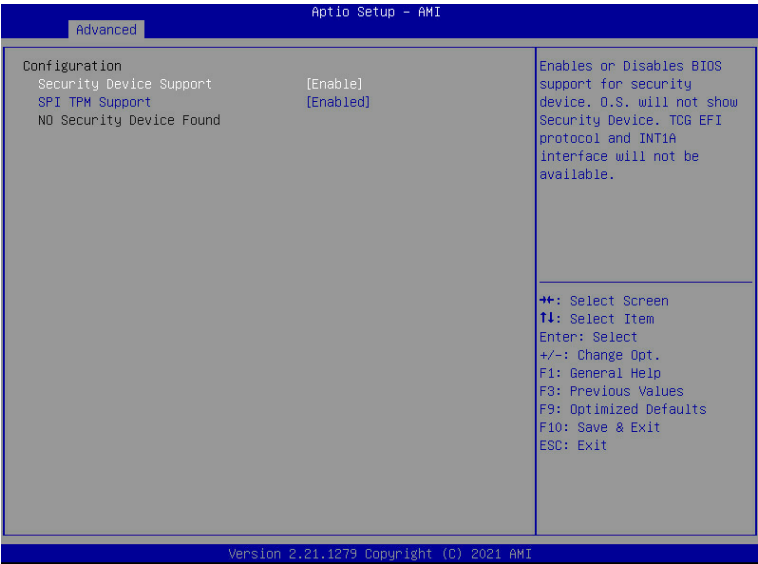 Aptio Setup – AMI
Advanced
Configuration
Security Device Support [Enable]
SPI TPM Support [Enabled]
NO Security Device Found
Enables or Disables BIOS
support for security
device. O.S. will not show
Security Device. TCG EFI
protocol and INT1A
interface will not be
available.
→←: Select Screen
↑↓: Select Item
Enter: Select
+/-: Change Opt.
F1: General Help
F3: Previous Values
F9: Optimized Defaults
F10: Save & Exit
ESC: Exit
Version 2.21.1279 Copyright (C) 2021 AMI